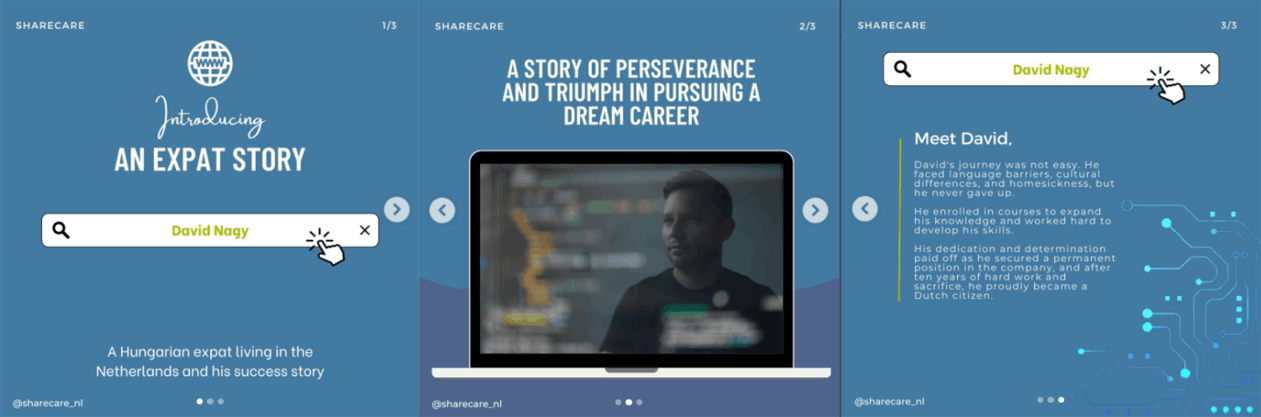 SHARECARE
1/3
WWW
Introducing
AN EXPAT STORY
David Nagy
A Hungarian expat living in the
Netherlands and his success story
@sharecare_nl
SHARECARE
2/3
A STORY OF PERSEVERANCE
AND TRIUMPH IN PURSUING A
DREAM CAREER
@sharecare_nl
SHARECARE
3/3
David Nagy
Meet David,
David's journey was not easy. He
faced language barriers, cultural
differences, and homesickness, but
he never gave up.
He enrolled in courses to expand
his knowledge and worked hard to
develop his skills.
His dedication and determination
paid off as he secured a permanent
position in the company, and after
ten years of hard work and
sacrifice, he proudly became a
Dutch citizen.
@sharecare_nl